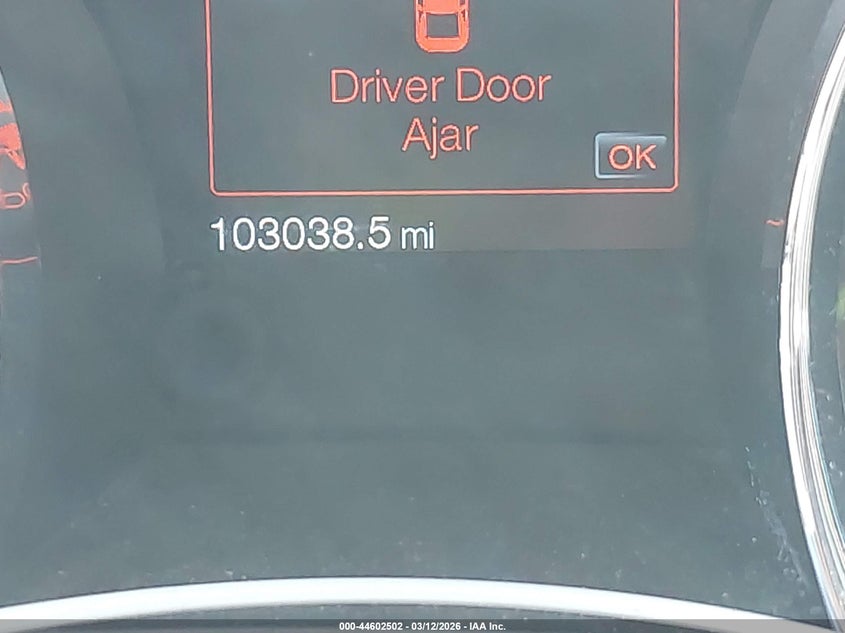 Driver Door
Ajar
OK
103038.5 mi
000-44602502 - 03/12/2026 - IAA Inc.